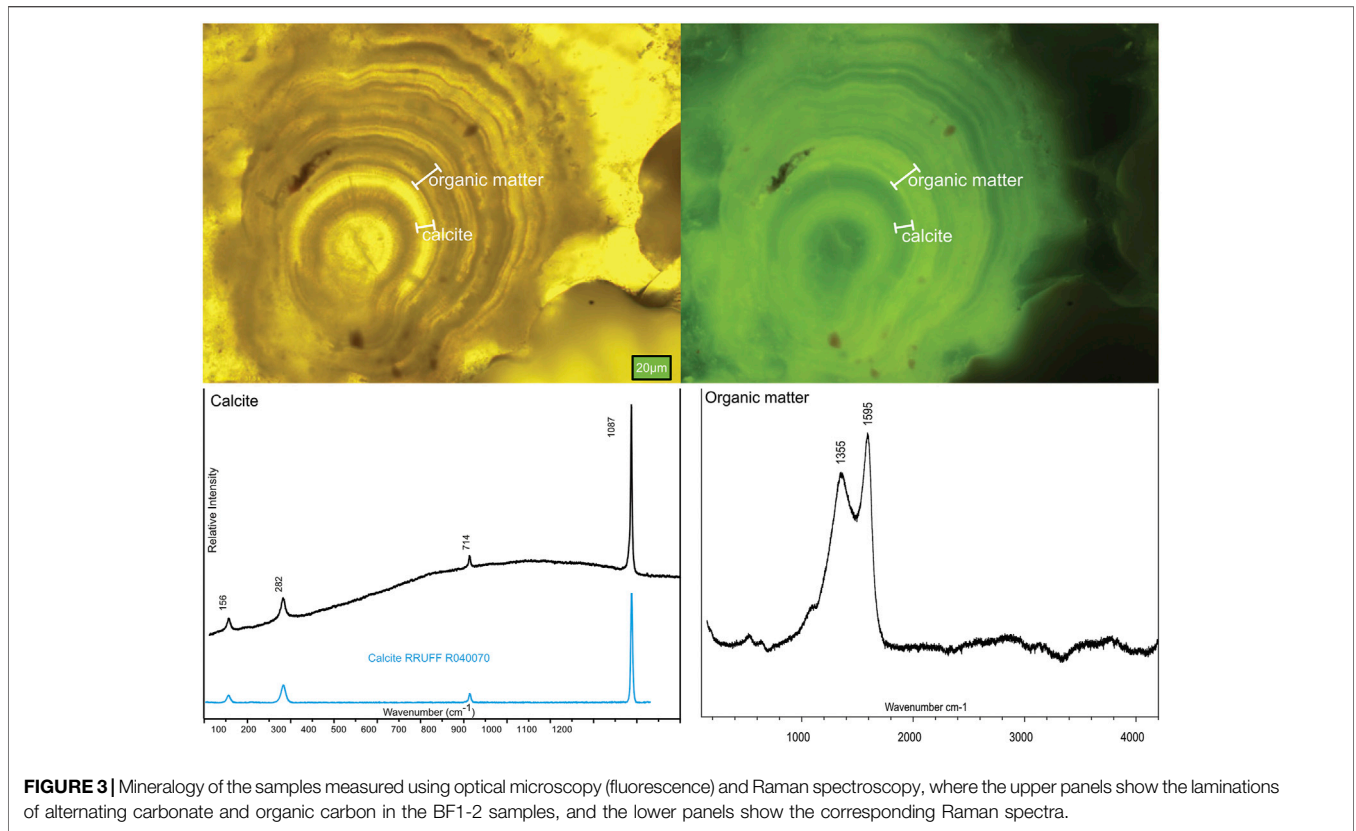 organic matter
calcite
20µm
organic matter
calcite
Calcite
Relative Intensity
156
282
714
1087
Calcite RRUFF R040070
Wavenumber (cm-1)
100 200 300 400 500 600 700 800 900 1000 1100 1200
Organic matter
1355
1595
Wavenumber cm-1
1000 2000 3000 4000
FIGURE 3 | Mineralogy of the samples measured using optical microscopy (fluorescence) and Raman spectroscopy, where the upper panels show the laminations
of alternating carbonate and organic carbon in the BF1-2 samples, and the lower panels show the corresponding Raman spectra.